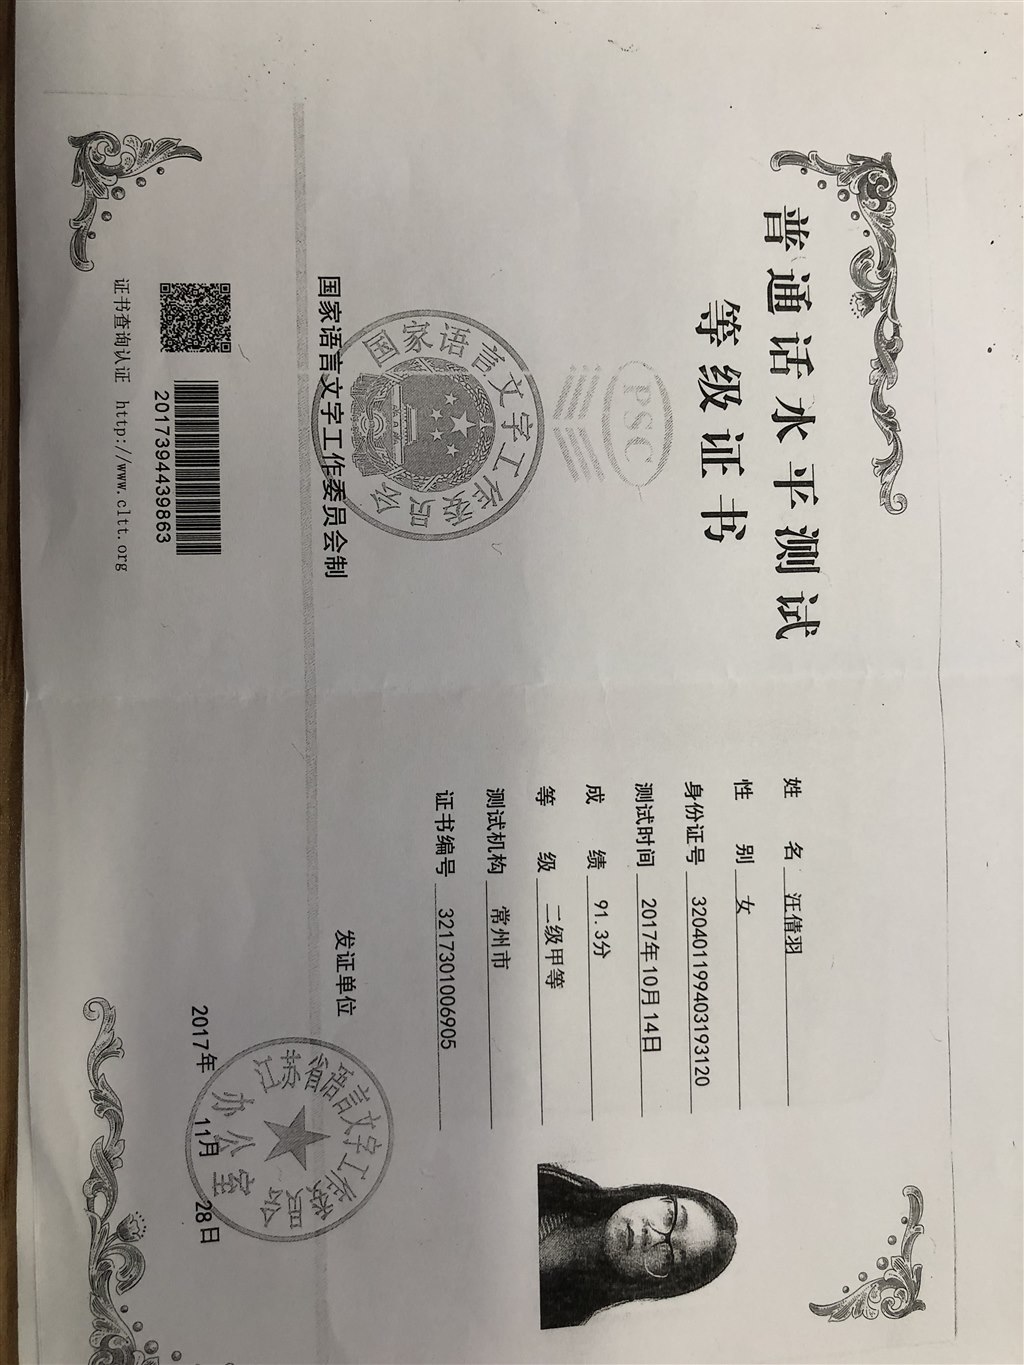 普通话水平测试
等级证书
PSC
国家语言文字工作委员会
国家语言文字工作委员会制
2017394439863
证书查询认证 http://www.cltt.org
姓 名 汪倩羽
性 别 女
身份证号 320401199403193120
测试时间 2017年10月14日
成 绩 91.3分
等 级 二级甲等
测试机构 常州市
证书编号 3217301006905
发证单位
江苏省语言文字工作委员会
办公室
2017年 11月 28日